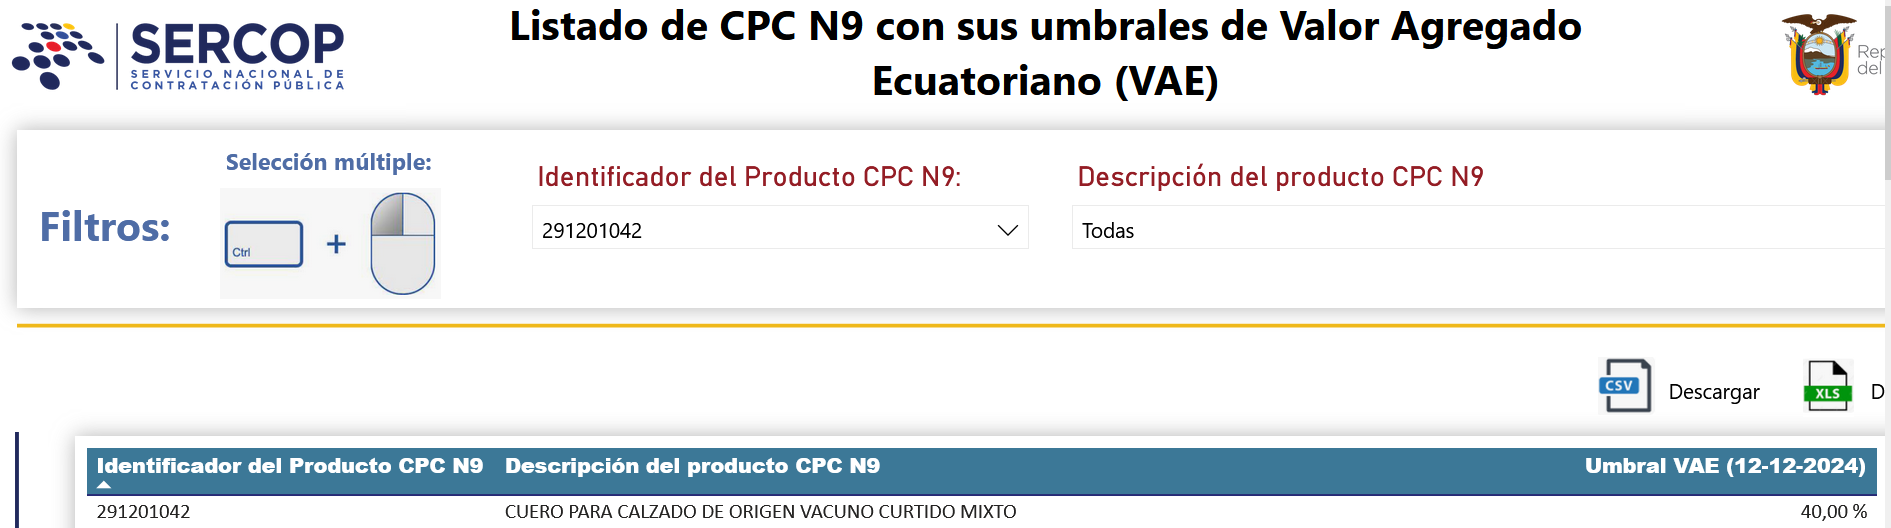 SERCOP
SERVICIO NACIONAL DE
CONTRATACIÓN PÚBLICA
Listado de CPC N9 con sus umbrales de Valor Agregado
Ecuatoriano (VAE)
Filtros:
Selección múltiple:
Ctrl
+
Identificador del Producto CPC N9:
291201042
Descripción del producto CPC N9
Todas
CSV
Descargar
XLS
Identificador del Producto CPC N9 Descripción del producto CPC N9 Umbral VAE (12-12-2024)
291201042 CUERO PARA CALZADO DE ORIGEN VACUNO CURTIDO MIXTO 40,00 %